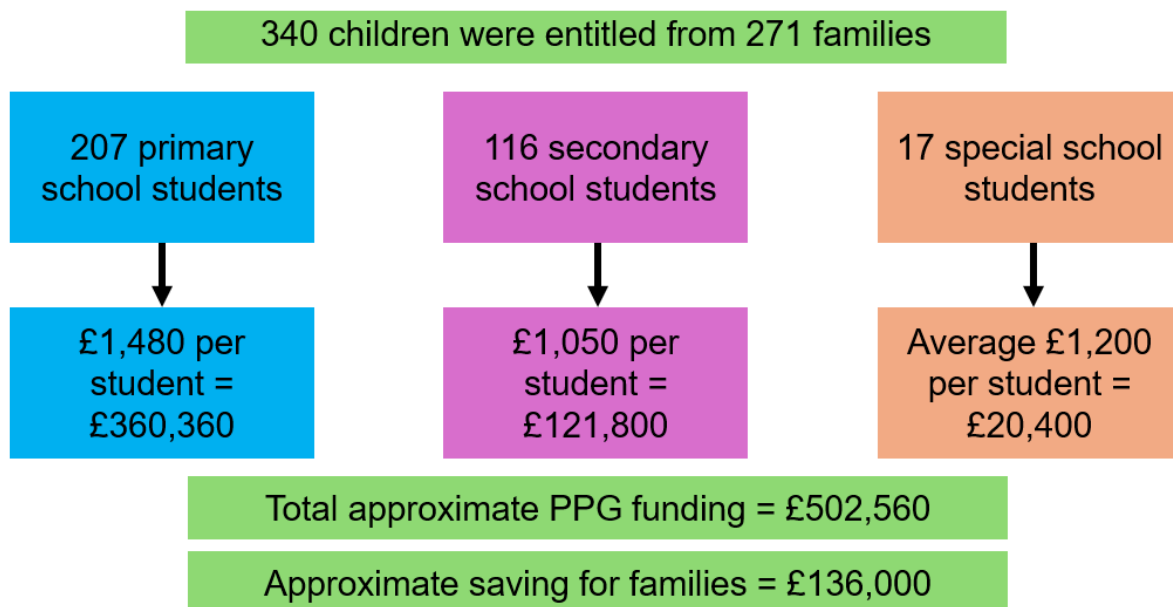 340 children were entitled from 271 families
207 primary
school students
116 secondary
school students
17 special school
students
£1,480 per
student =
£360,360
£1,050 per
student =
£121,800
Average £1,200
per student =
£20,400
Total approximate PPG funding = £502,560
Approximate saving for families = £136,000